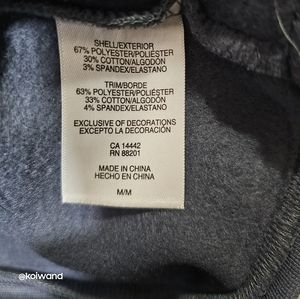 SHELL/EXTERIOR
67% POLYESTER/POLIÉSTER
30% COTTON/ALGODÓN
3% SPANDEX/ELASTANO
TRIM/BORDE
63% POLYESTER/POLIÉSTER
33% COTTON/ALGODÓN
4% SPANDEX/ELASTANO
EXCLUSIVE OF DECORATIONS
EXCEPTO LA DECORACIÓN
CA 14442
RN 88201
MADE IN CHINA
HECHO EN CHINA
M/M
@koiwand